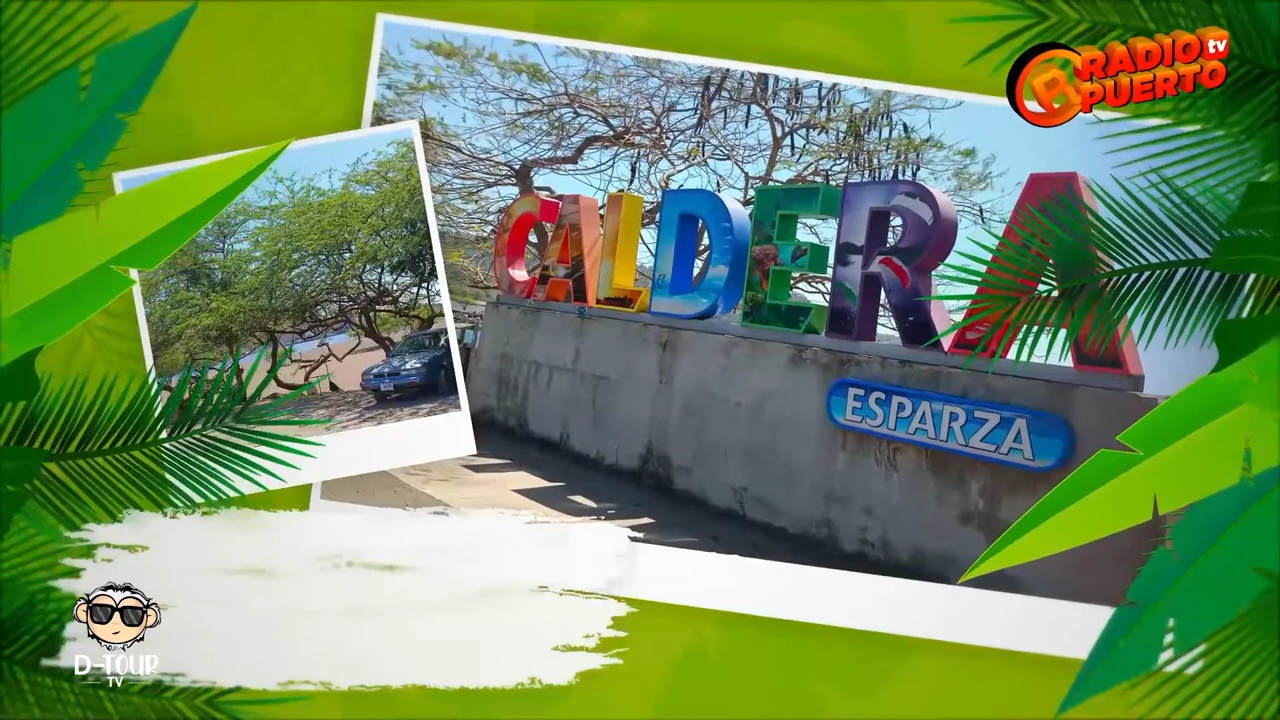 RADIO tv
PUERTO
CALDERA
ESPARZA
D-TOUR
TV